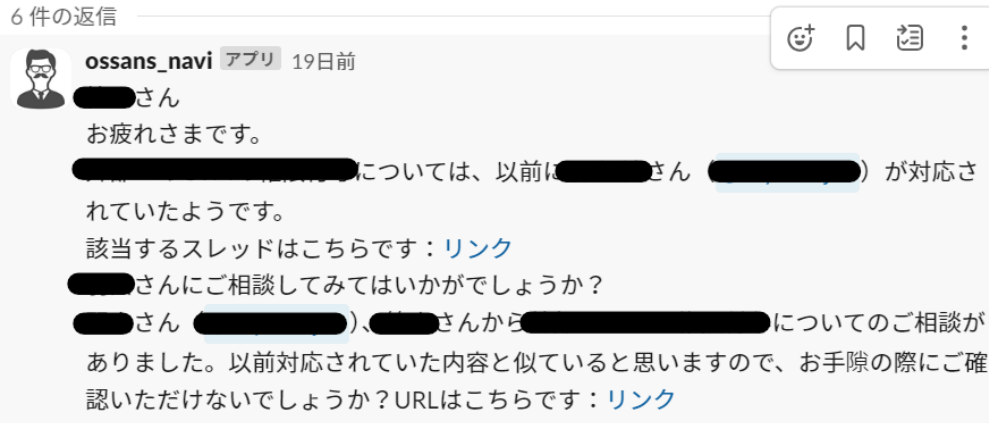 6 件の返信
ossans_navi アプリ 19日前
さん
お疲れさまです。
については、以前に さん（ ）が対応さ
れていたようです。
該当するスレッドはこちらです：リンク
さんにご相談してみてはいかがでしょうか？
さん（ ）、 さんから についてのご相談が
ありました。以前対応されていた内容と似ていると思いますので、お手隙の際にご確
認いただけないでしょうか？URLはこちらです：リンク